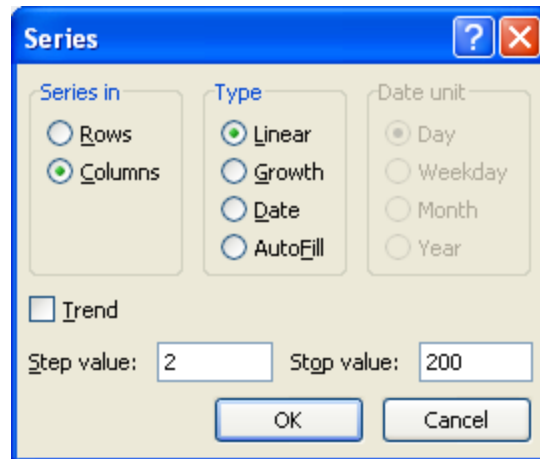 Series
Series in
Rows
Columns
Type
Linear
Growth
Date
AutoFill
Date unit
Day
Weekday
Month
Year
Trend
Step value: 2
Stop value: 200
OK
Cancel